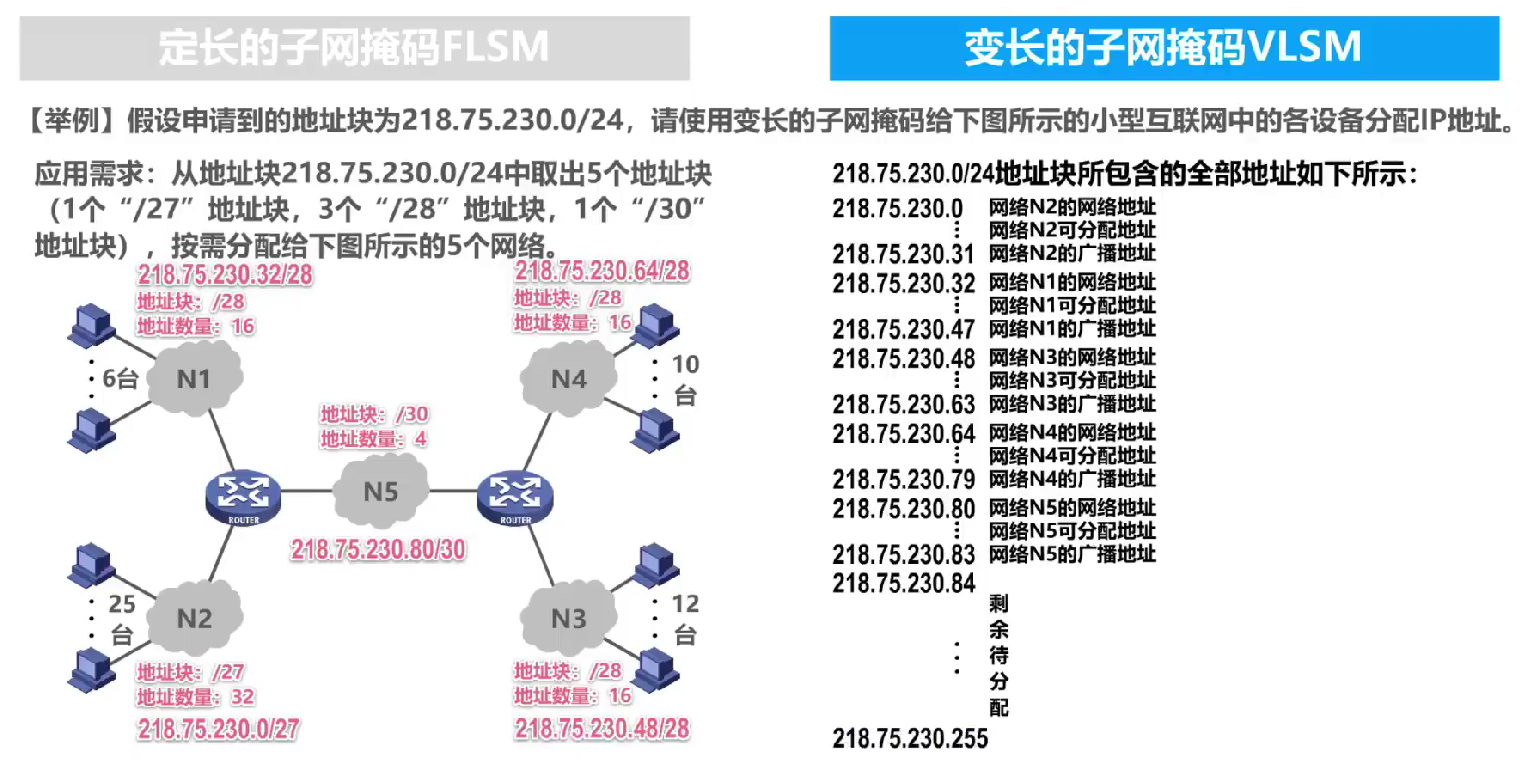 定长的子网掩码FLSM
变长的子网掩码VLSM
【举例】假设申请到的地址块为218.75.230.0/24，请使用变长的子网掩码给下图所示的小型互联网中的各设备分配IP地址。
应用需求：从地址块218.75.230.0/24中取出5个地址块
（1个“/27”地址块，3个“/28”地址块，1个“/30”
地址块），按需分配给下图所示的5个网络。
218.75.230.32/28
地址块：/28
地址数量：16
6台
N1
218.75.230.64/28
地址块：/28
地址数量：16
N4
10
台
地址块：/30
地址数量：4
N5
ROUTER
ROUTER
218.75.230.80/30
25
台
N2
地址块：/27
地址数量：32
218.75.230.0/27
N3
12
台
地址块：/28
地址数量：16
218.75.230.48/28
218.75.230.0/24地址块所包含的全部地址如下所示：
218.75.230.0 网络N2的网络地址
网络N2可分配地址
218.75.230.31 网络N2的广播地址
218.75.230.32 网络N1的网络地址
网络N1可分配地址
218.75.230.47 网络N1的广播地址
218.75.230.48 网络N3的网络地址
网络N3可分配地址
218.75.230.63 网络N3的广播地址
218.75.230.64 网络N4的网络地址
网络N4可分配地址
218.75.230.79 网络N4的广播地址
218.75.230.80 网络N5的网络地址
网络N5可分配地址
218.75.230.83 网络N5的广播地址
218.75.230.84
剩
余
待
分
配
218.75.230.255